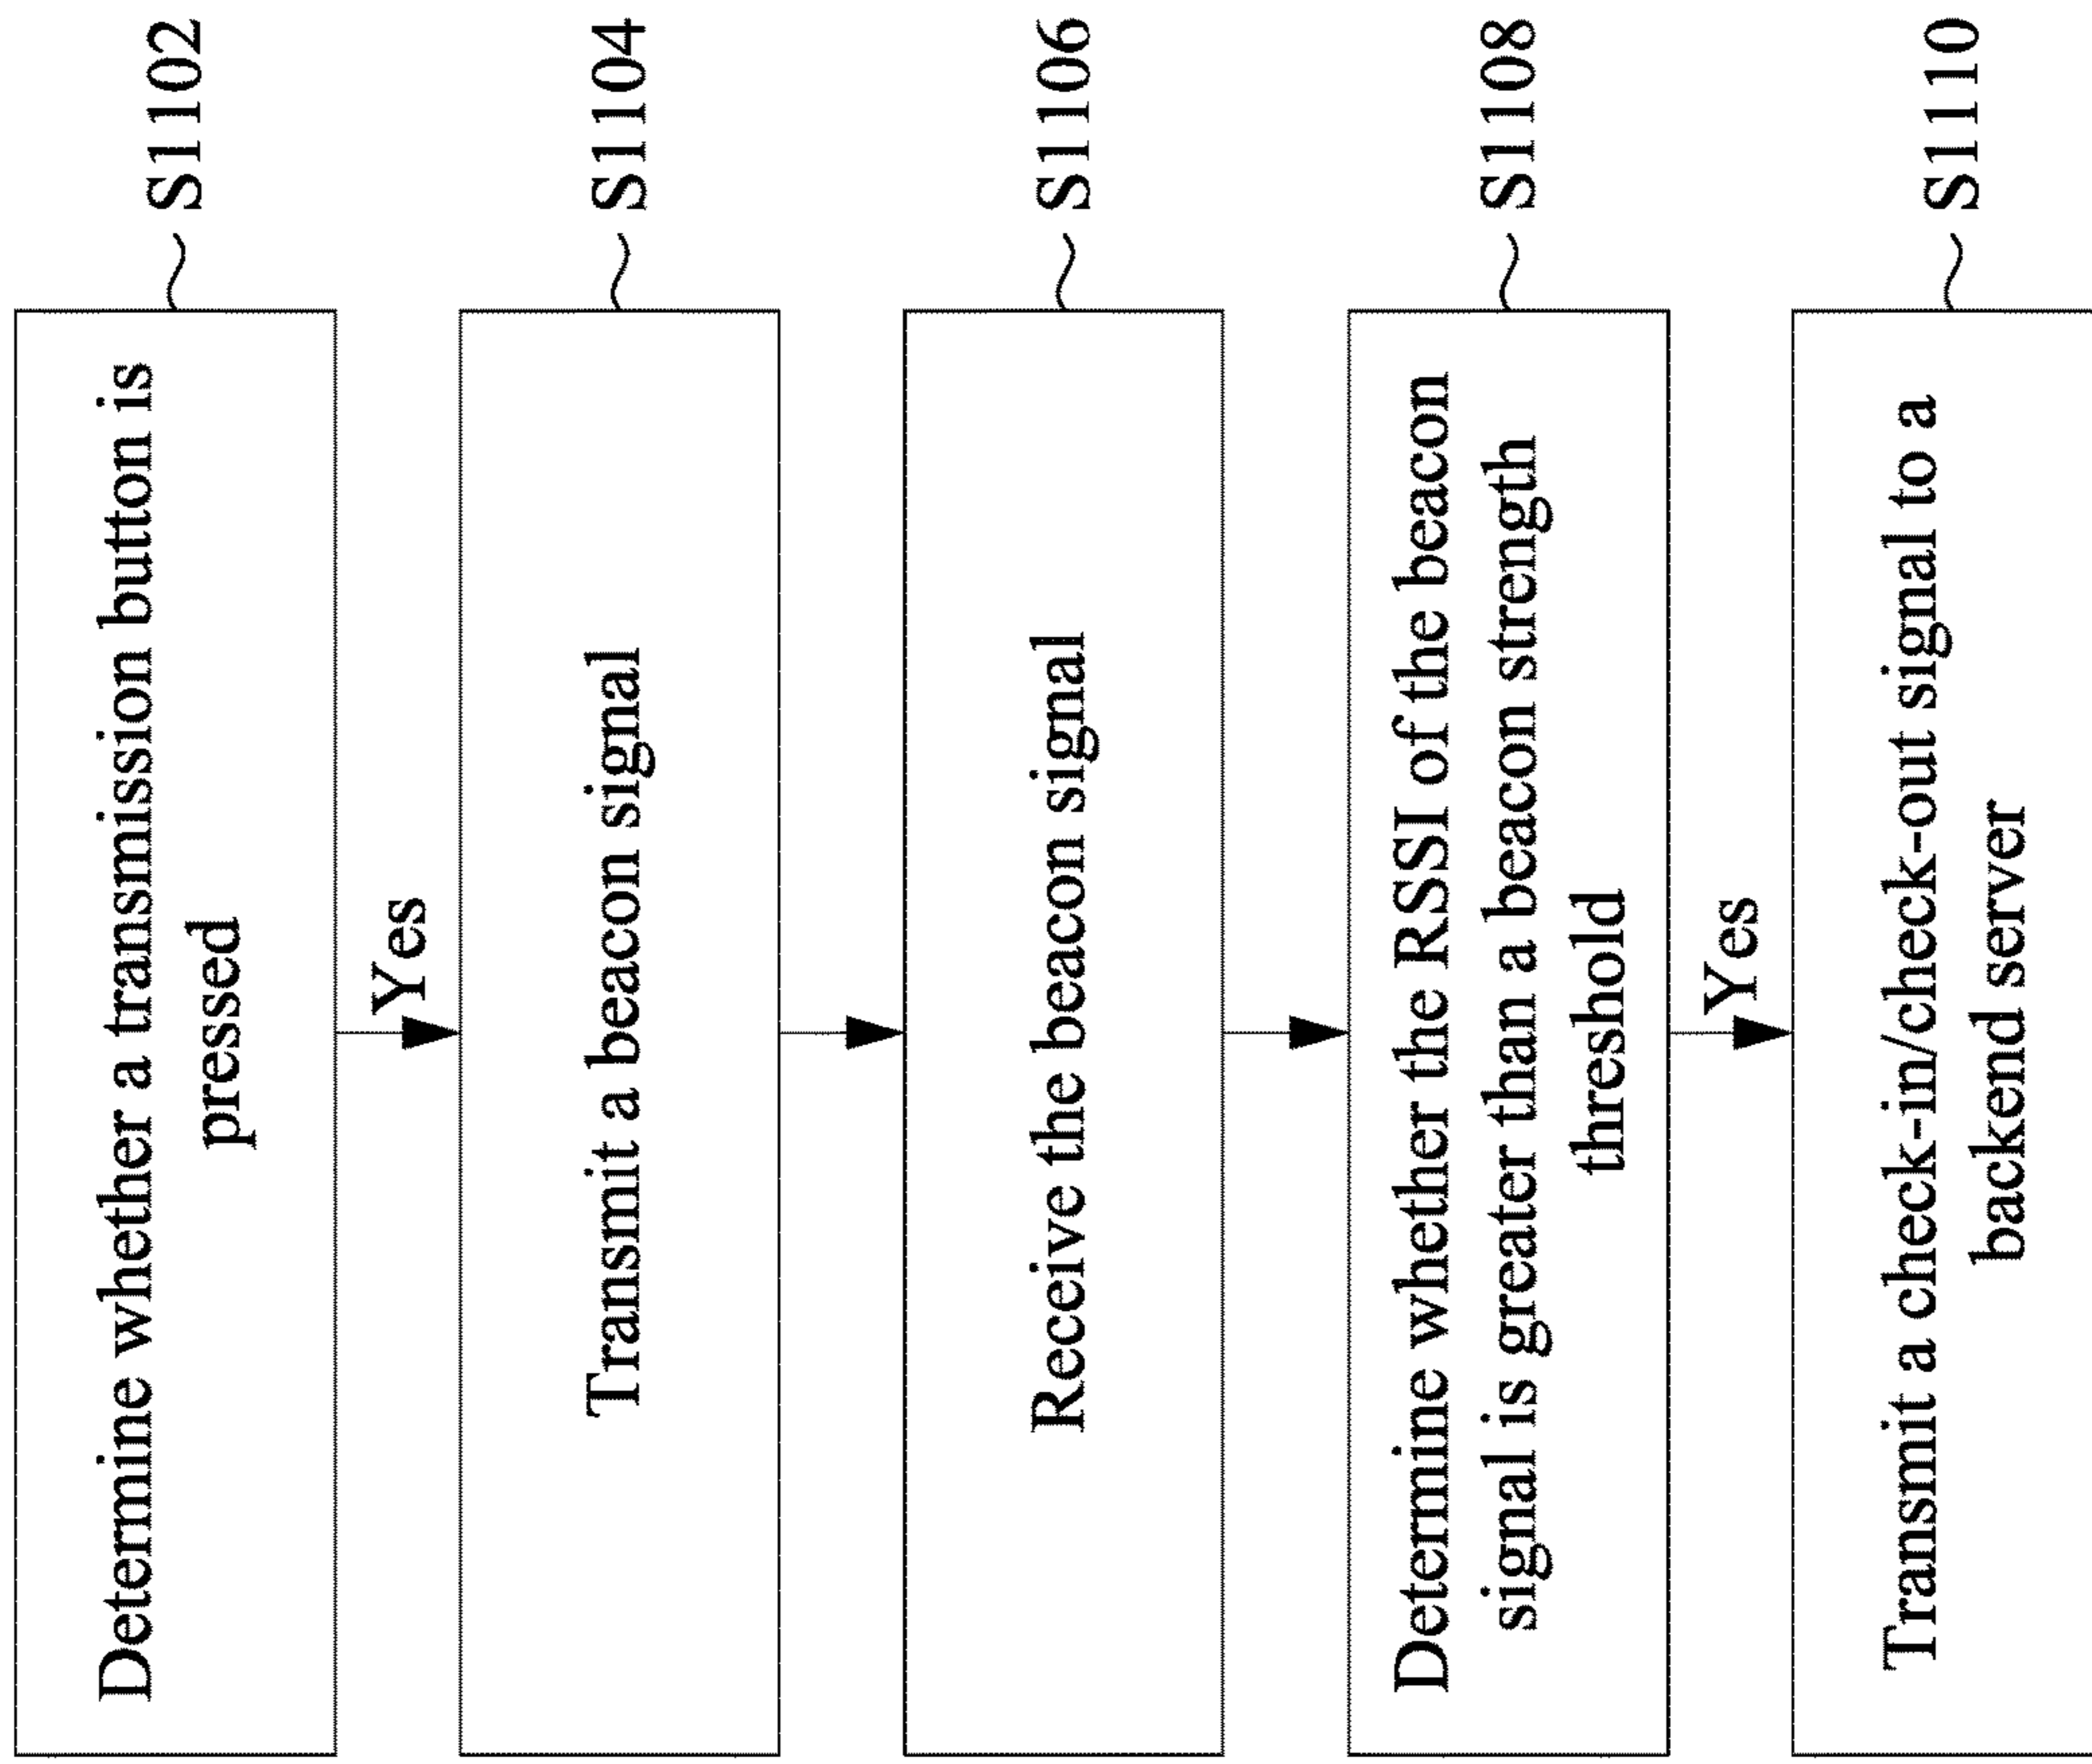 Determine whether a transmission button is
pressed
S1102
Yes
Transmit a beacon signal
S1104
Receive the beacon signal
S1106
Determine whether the RSSI of the beacon
signal is greater than a beacon strength
threshold
S1108
Yes
Transmit a check-in/check-out signal to a
backend server
S1110